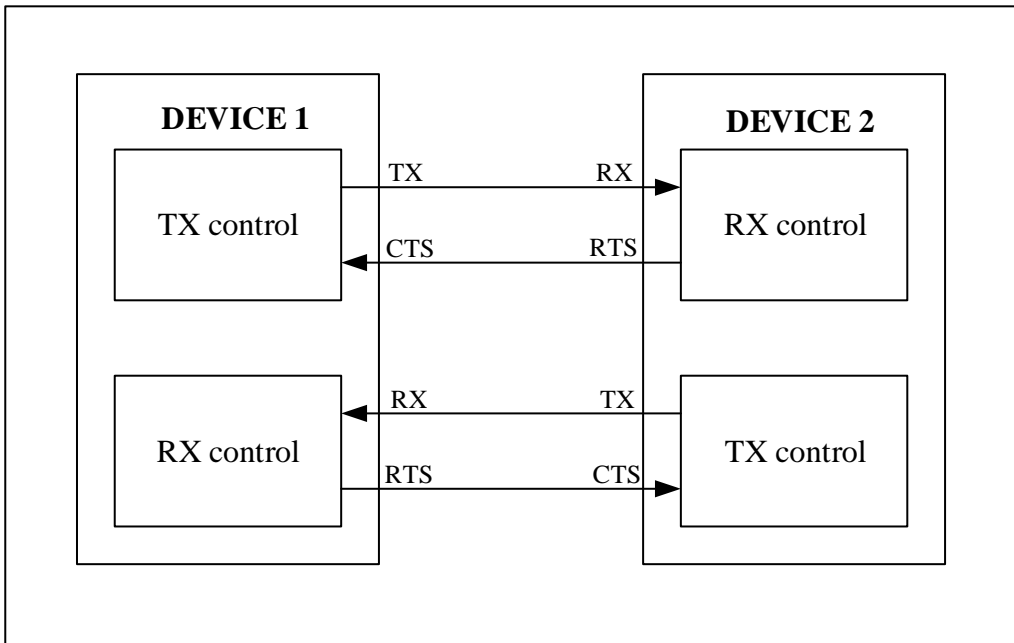 DEVICE 1
DEVICE 2
TX
RX
TX control
RX control
CTS
RTS
RX
TX
RX control
TX control
RTS
CTS